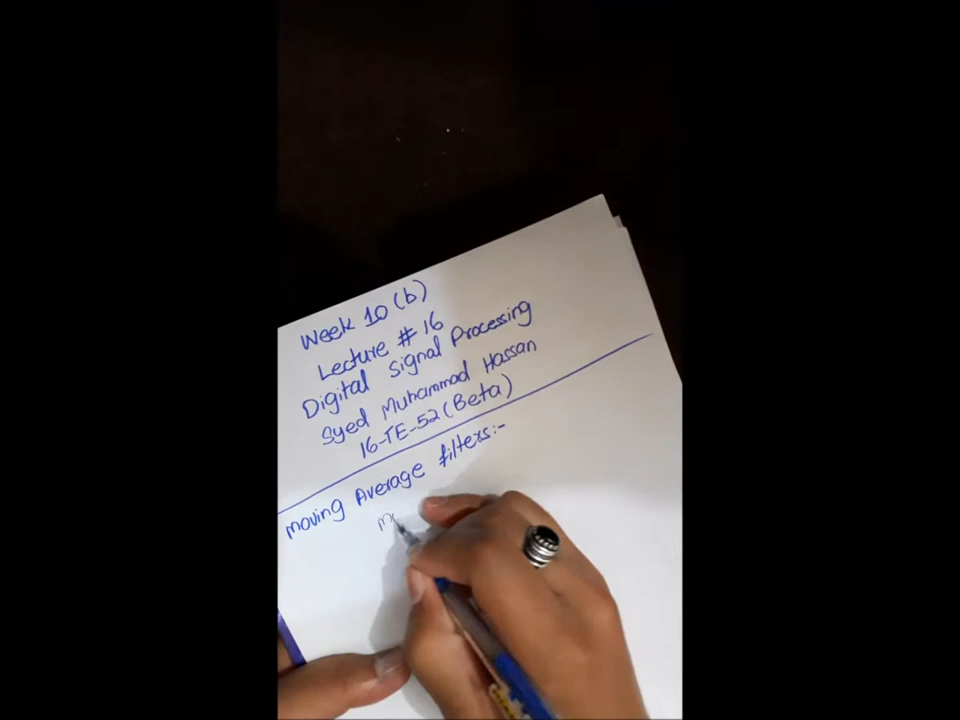 Week 10 (b)
Lecture # 16
Digital Signal Processing
Syed Muhammad Hassan
16-TE-52 (Beta)
Moving Average filters:-